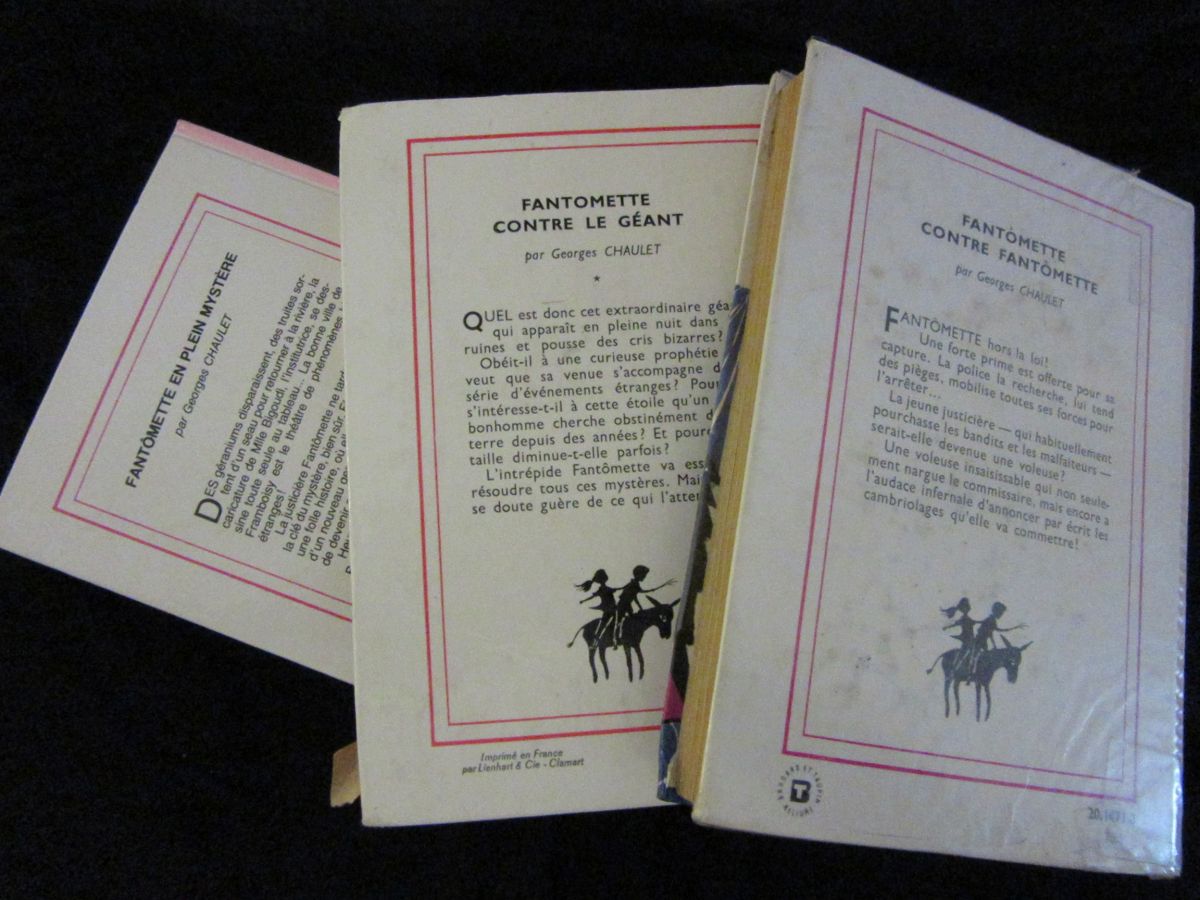 FANTÔMETTE EN PLEIN MYSTÈRE
par Georges CHAULET
DES géraniums disparaissent, des truites sor-
tent d'un seau pour retourner à la rivière, la
caricature de Mlle Bigoudi, l'institutrice, se des-
sine toute seule au tableau... La bonne ville de
Framboisy est le théâtre de phénomènes
étranges!
La justicière Fantômette ne tard
la clé du mystère, bien sûr.
une folle histoire, où
d'un nouveau
de devenir
FANTOMETTE
CONTRE LE GÉANT
par Georges CHAULET
*
QUEL est donc cet extraordinaire géa
qui apparaît en pleine nuit dans
ruines et pousse des cris bizarres?
Obéit-il à une curieuse prophétie
veut que sa venue s'accompagne d
série d'événements étranges? Pour
s'intéresse-t-il à cette étoile qu'un
bonhomme cherche obstinément d
terre depuis des années? Et pourq
taille diminue-t-elle parfois?
L'intrépide Fantômette va ess
résoudre tous ces mystères. Mai
se doute guère de ce qui l'atten
Imprimé en France
par Lienhart & Cie - Clamart
FANTÔMETTE
CONTRE FANTÔMETTE
par Georges CHAULET
FANTÔMETTE hors la loi!
Une forte prime est offerte pour sa
capture. La police la recherche, lui tend
des pièges, mobilise toutes ses forces pour
l'arrêter...
La jeune justicière — qui habituellement
pourchasse les bandits et les malfaiteurs —
serait-elle devenue une voleuse?
Une voleuse insaisissable qui non seule-
ment nargue le commissaire, mais encore a
l'audace infernale d'annoncer par écrit les
cambriolages qu'elle va commettre!
BRODARD ET TAUPIN
RELIURE
BT